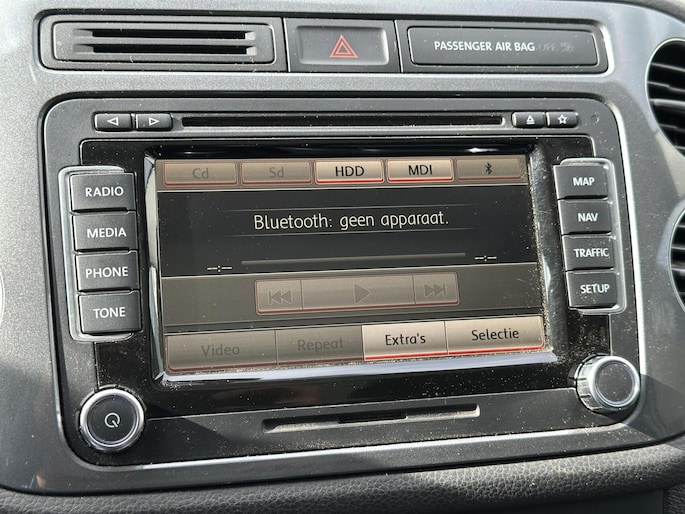 PASSENGER AIR BAG OFF
RADIO
MEDIA
PHONE
TONE
Cd Sd HDD MDI
Bluetooth: geen apparaat.
--:-- --:--
Video Repeat Extra's Selectie
MAP
NAV
TRAFFIC
SETUP